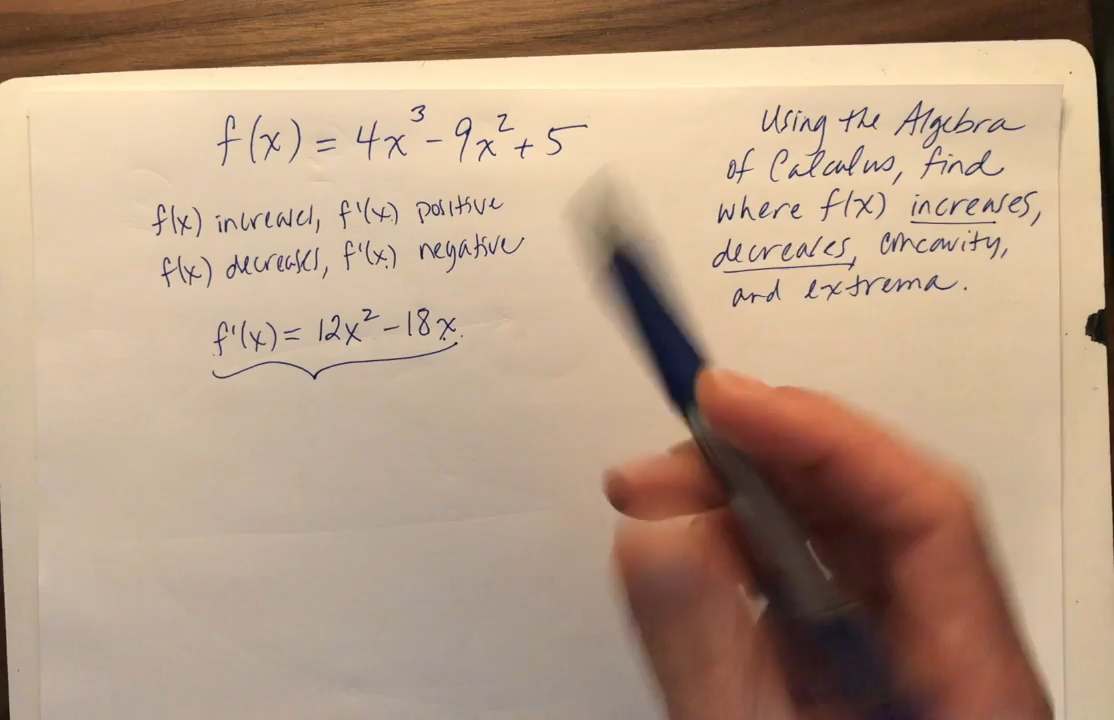 f(x) = 4x³ - 9x² + 5
Using the Algebra
of Calculus, find
where f(x) increases,
decreases, concavity,
and extrema.
f(x) increases, f'(x) positive
f(x) decreases, f'(x) negative
f'(x) = 12x² - 18x